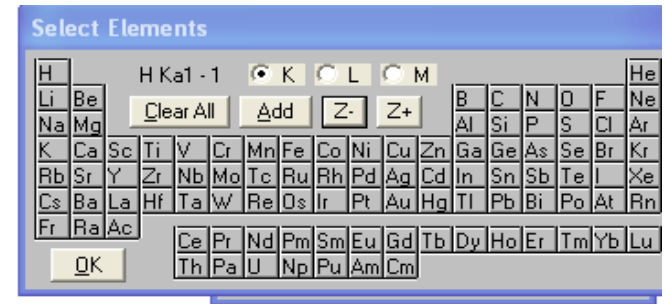 Select Elements
H H Ka1 - 1 K L M He
Li Be Clear All Add Z- Z+ B C N O F Ne
Na Mg Al Si P S Cl Ar
K Ca Sc Ti V Cr Mn Fe Co Ni Cu Zn Ga Ge As Se Br Kr
Rb Sr Y Zr Nb Mo Tc Ru Rh Pd Ag Cd In Sn Sb Te I Xe
Cs Ba La Hf Ta W Re Os Ir Pt Au Hg Tl Pb Bi Po At Rn
Fr Ra Ac
Ce Pr Nd Pm Sm Eu Gd Tb Dy Ho Er Tm Yb Lu
OK Th Pa U Np Pu Am Cm